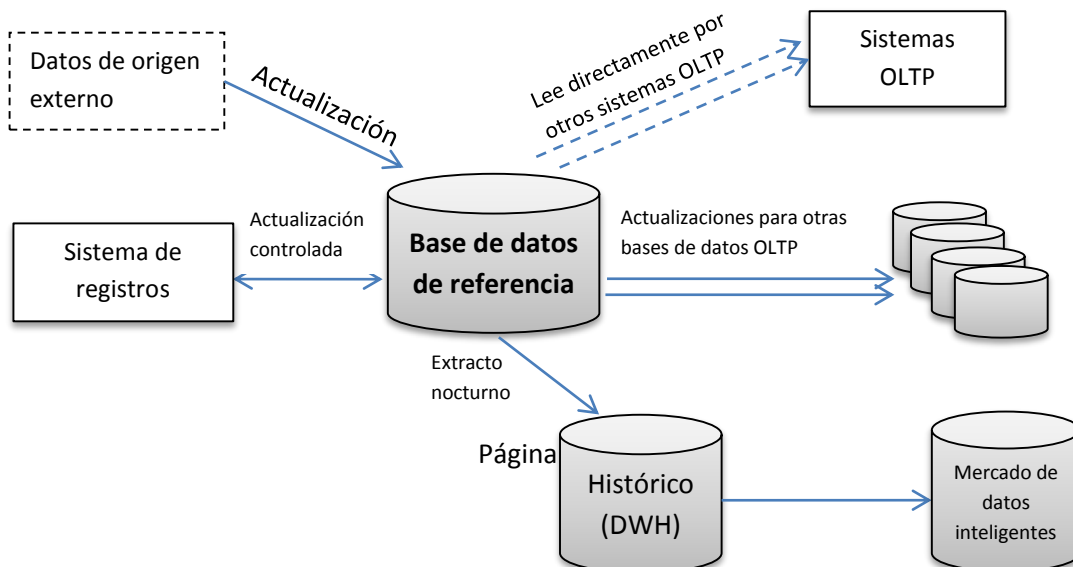 Datos de origen
externo
Actualización
Lee directamente por
otros sistemas OLTP
Sistemas
OLTP
Sistema de
registros
Actualización
controlada
Base de datos
de referencia
Actualizaciones para otras
bases de datos OLTP
Extracto
nocturno
Página
Histórico
(DWH)
Mercado de
datos
inteligentes